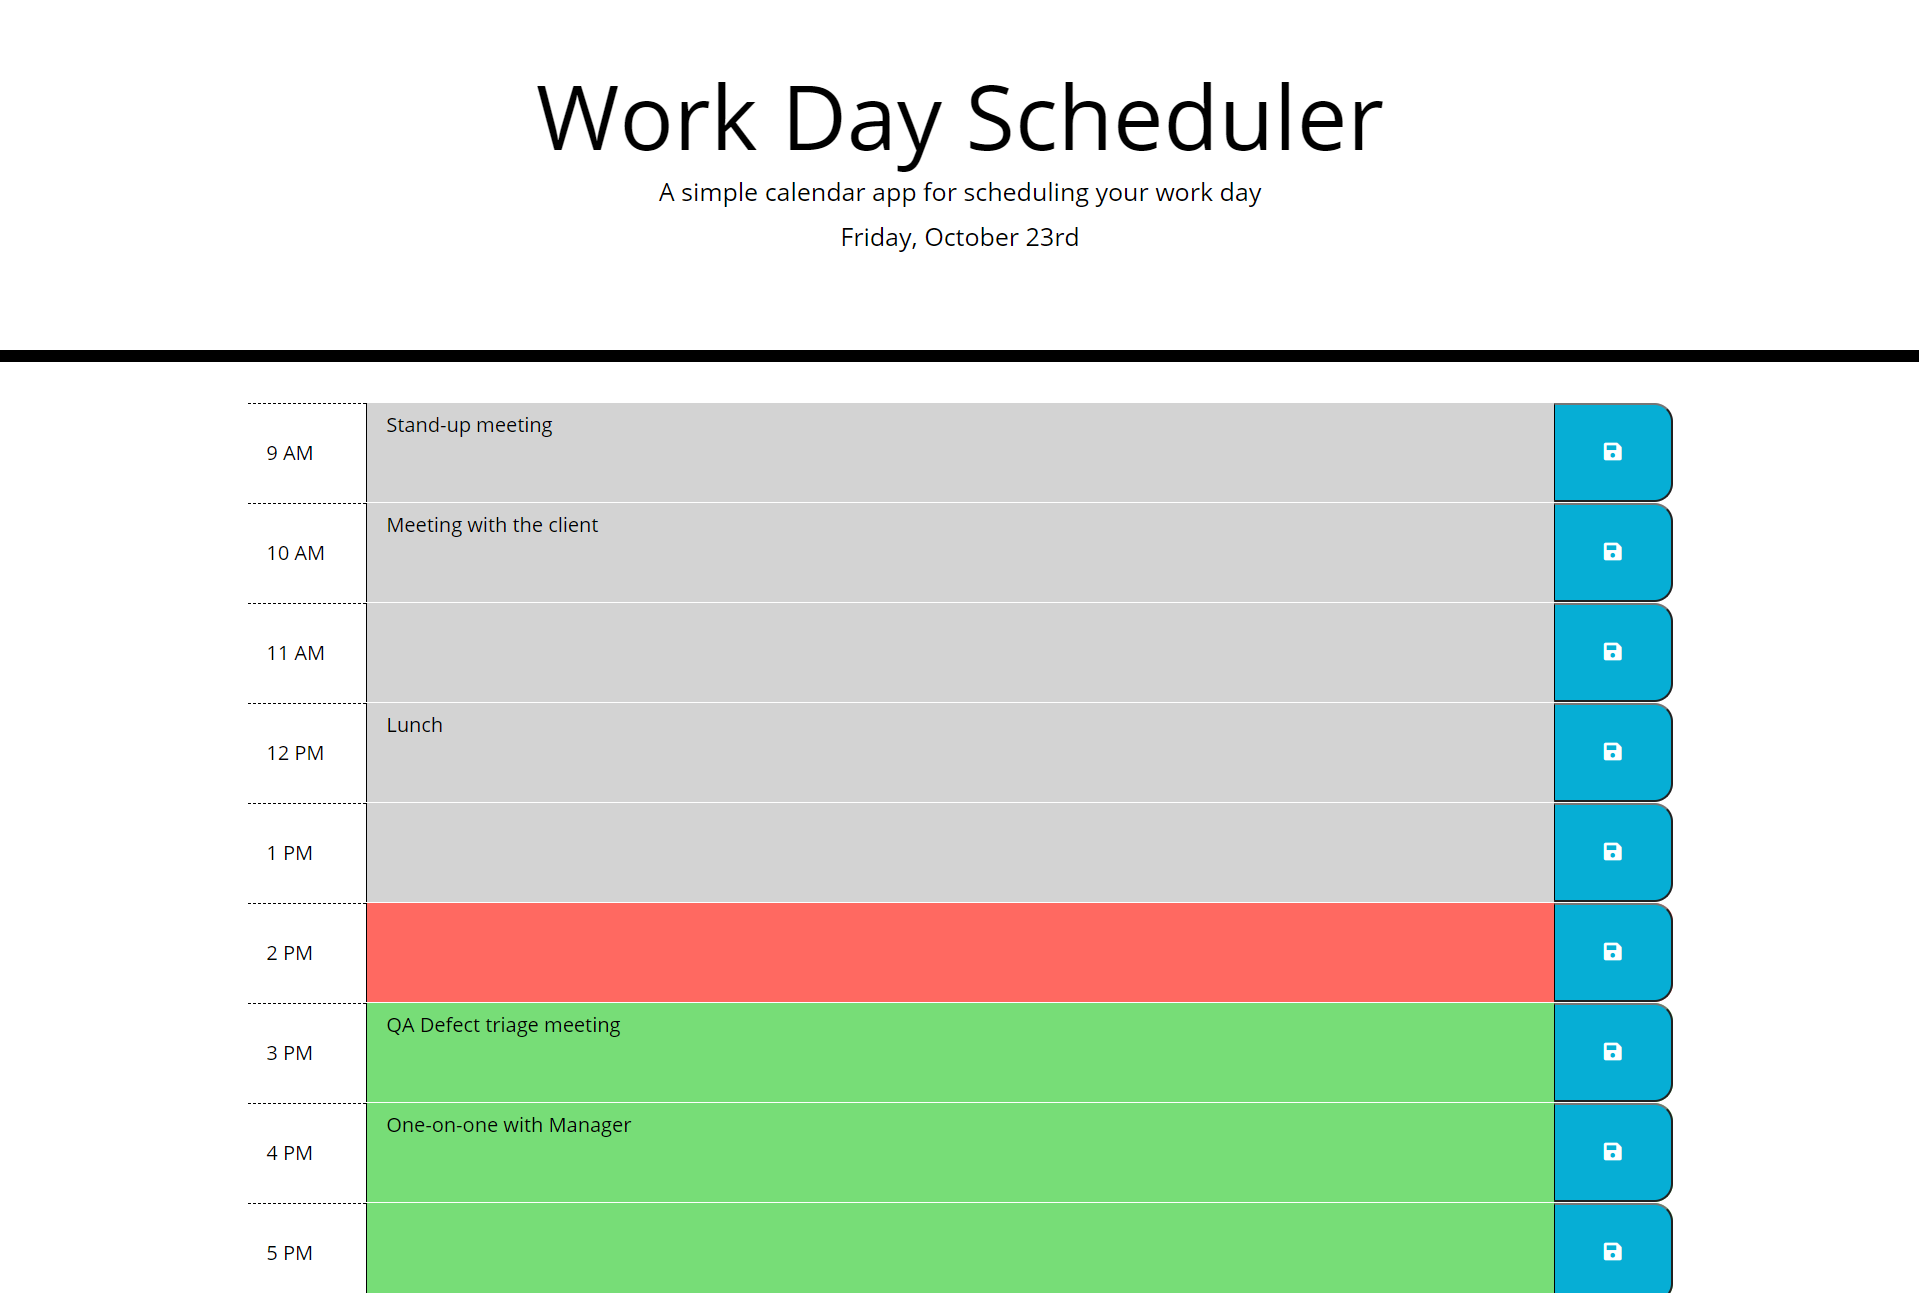 Work Day Scheduler
A simple calendar app for scheduling your work day
Friday, October 23rd
9 AM
Stand-up meeting
10 AM
Meeting with the client
11 AM
12 PM
Lunch
1 PM
2 PM
3 PM
QA Defect triage meeting
4 PM
One-on-one with Manager
5 PM